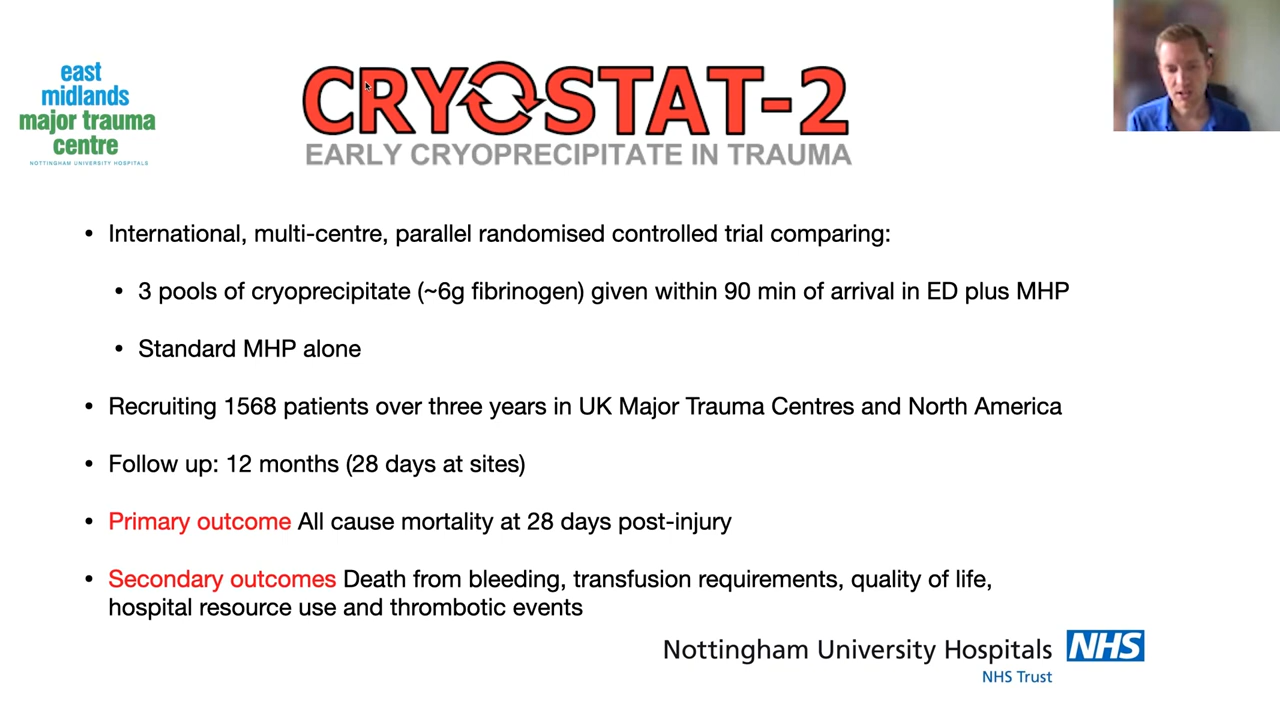 east
midlands
major trauma
centre
NOTTINGHAM UNIVERSITY HOSPITALS
CRYOSTAT-2
EARLY CRYOPRECIPITATE IN TRAUMA
• International, multi-centre, parallel randomised controlled trial comparing:
• 3 pools of cryoprecipitate (~6g fibrinogen) given within 90 min of arrival in ED plus MHP
• Standard MHP alone
• Recruiting 1568 patients over three years in UK Major Trauma Centres and North America
• Follow up: 12 months (28 days at sites)
• Primary outcome All cause mortality at 28 days post-injury
• Secondary outcomes Death from bleeding, transfusion requirements, quality of life,
hospital resource use and thrombotic events
Nottingham University Hospitals NHS
NHS Trust